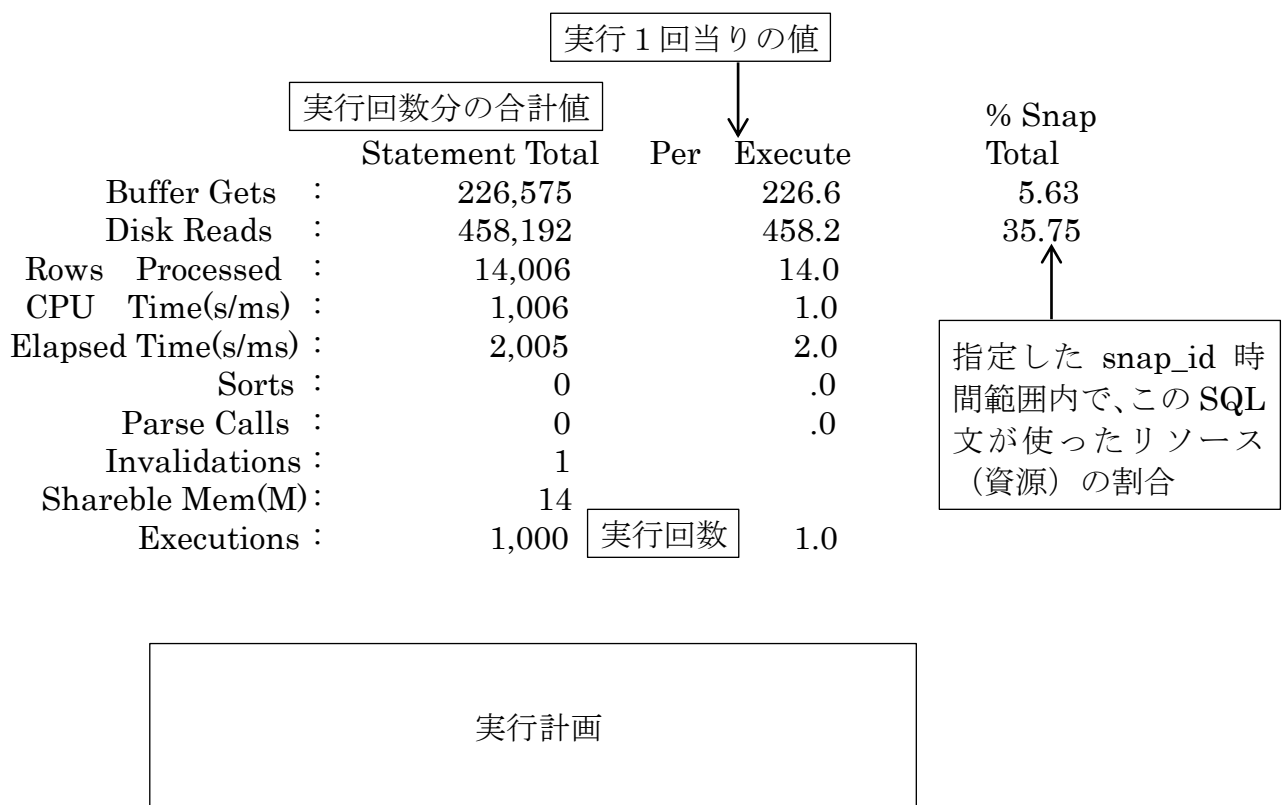 実行１回当りの値
実行回数分の合計値
% Snap
Statement Total Per Execute Total
Buffer Gets : 226,575 226.6 5.63
Disk Reads : 458,192 458.2 35.75
Rows Processed : 14,006 14.0
CPU Time(s/ms) : 1,006 1.0
Elapsed Time(s/ms) : 2,005 2.0
Sorts : 0 .0
Parse Calls : 0 .0
Invalidations : 1
Shareble Mem(M) : 14
Executions : 1,000 実行回数 1.0
指定した snap_id 時
間範囲内で、この SQL
文が使ったリソース
（資源）の割合
実行計画